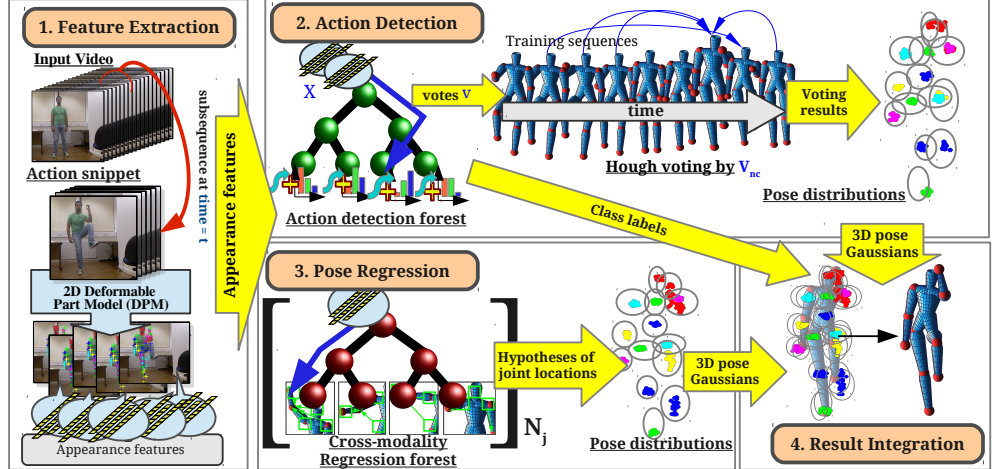 1. Feature Extraction
Input Video
Action snippet
subsequence at time = t
2D Deformable
Part Model (DPM)
Appearance features
Appearance features
2. Action Detection
X
votes V
Action detection forest
Training sequences
time
Hough voting by Vnc
Voting
results
Pose distributions
Class labels
3D pose
Gaussians
3. Pose Regression
Cross-modality
Regression forest
Nj
Hypotheses of
joint locations
Pose distributions
3D pose
Gaussians
4. Result Integration